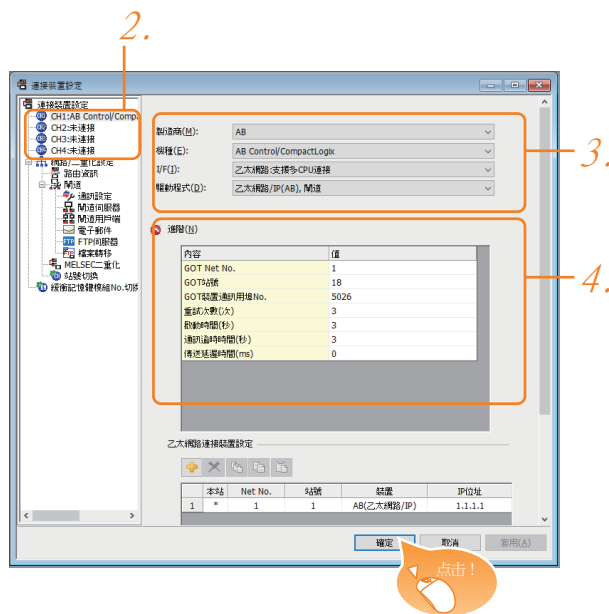 2.
連接裝置設定
連接裝置設定
CH1:AB Control/Compa
CH2:未連接
CH3:未連接
CH4:未連接
網路/二重化設定
路由資訊
閘道
通訊設定
閘道伺服器
閘道用戶端
電子郵件
FTP伺服器
檔案轉移
MELSEC二重化
站號切換
緩衝記憶體模組No.切換
製造商(M): AB
機種(E): AB Control/CompactLogix
I/F(I): 乙太網路:支援多CPU連接
驅動程式(D): 乙太網路/IP(AB), 閘道
3.
進階(N)
內容 值
GOT Net No. 1
GOT站號 18
GOT裝置通訊用埠No. 5026
重試次數(次) 3
啟動時間(秒) 3
通訊逾時時間(秒) 3
傳送延遲時間(ms) 0
4.
乙太網路連接裝置設定
本站 Net No. 站號 裝置 IP位址
1 * 1 1 AB(乙太網路/IP) 1.1.1.1
確定 取消 套用(A)
点击！